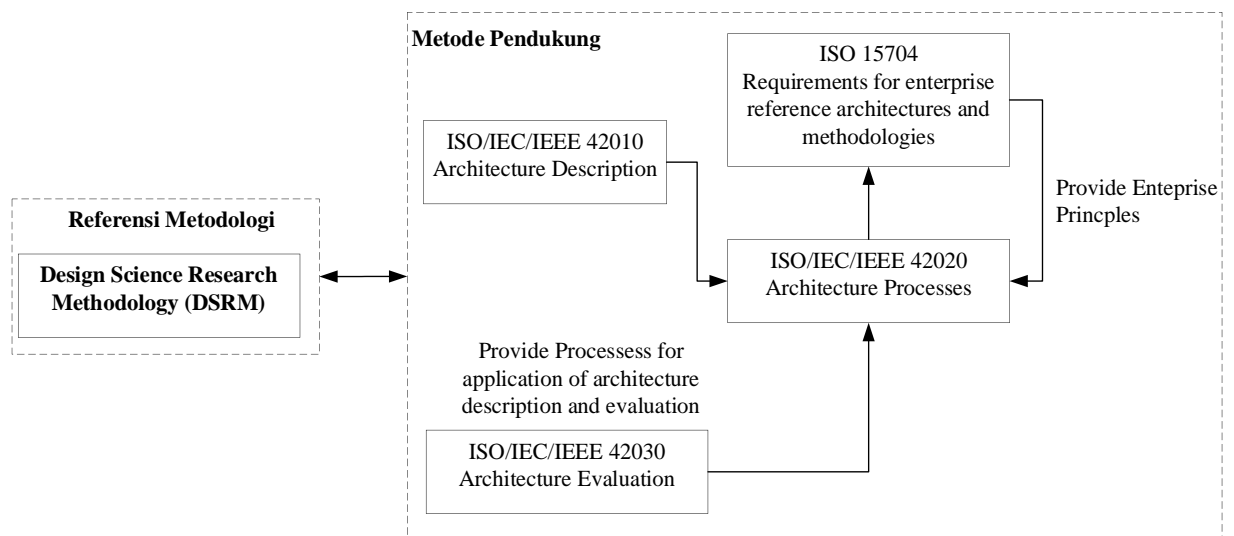 Metode Pendukung
ISO 15704
Requirements for enterprise
reference architectures and
methodologies
ISO/IEC/IEEE 42010
Architecture Description
Provide Enteprise
Princples
Referensi Metodologi
Design Science Research
Methodology (DSRM)
ISO/IEC/IEEE 42020
Architecture Processes
Provide Processess for
application of architecture
description and evaluation
ISO/IEC/IEEE 42030
Architecture Evaluation